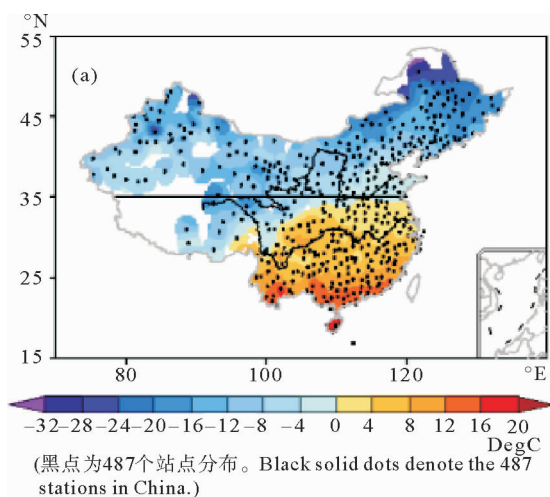 °N
55
(a)
45
35
25
15
80 100 120 °E
−32 −28 −24 −20 −16 −12 −8 −4 0 4 8 12 16 20
DegC
(黑点为487个站点分布。Black solid dots denote the 487
stations in China.)